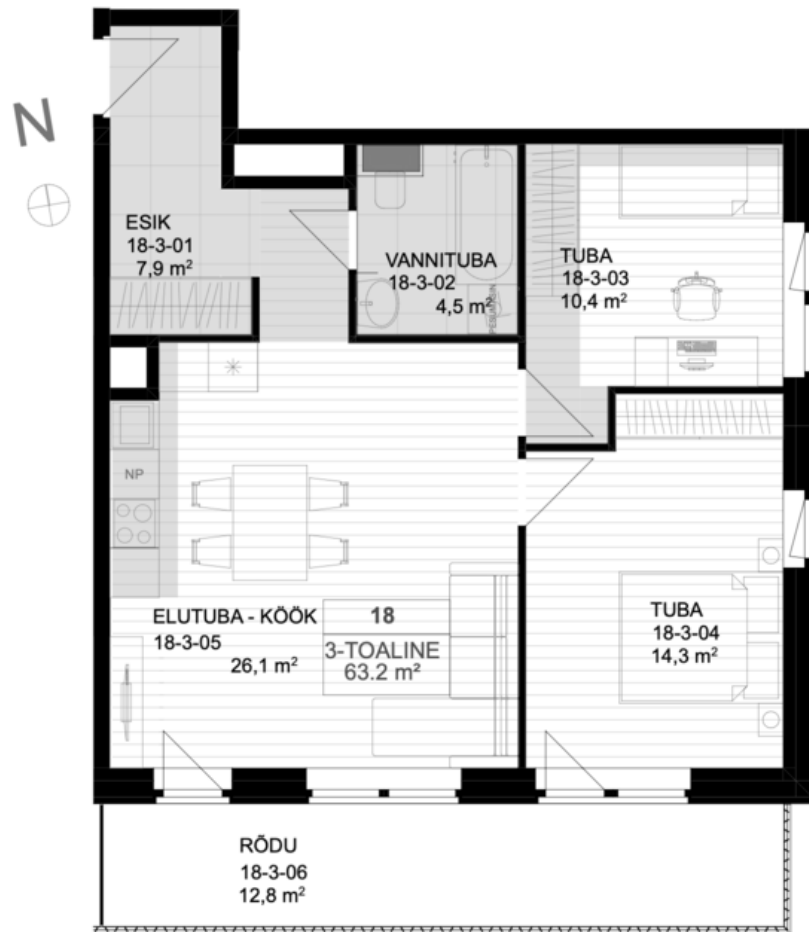 N
ESIK
18-3-01
7,9 m²
VANNITUBA
18-3-02
4,5 m²
PESUMASIN
TUBA
18-3-03
10,4 m²
NP
ELUTUBA - KÖÖK
18-3-05
26,1 m²
18
3-TOALINE
63.2 m²
TUBA
18-3-04
14,3 m²
RÕDU
18-3-06
12,8 m²